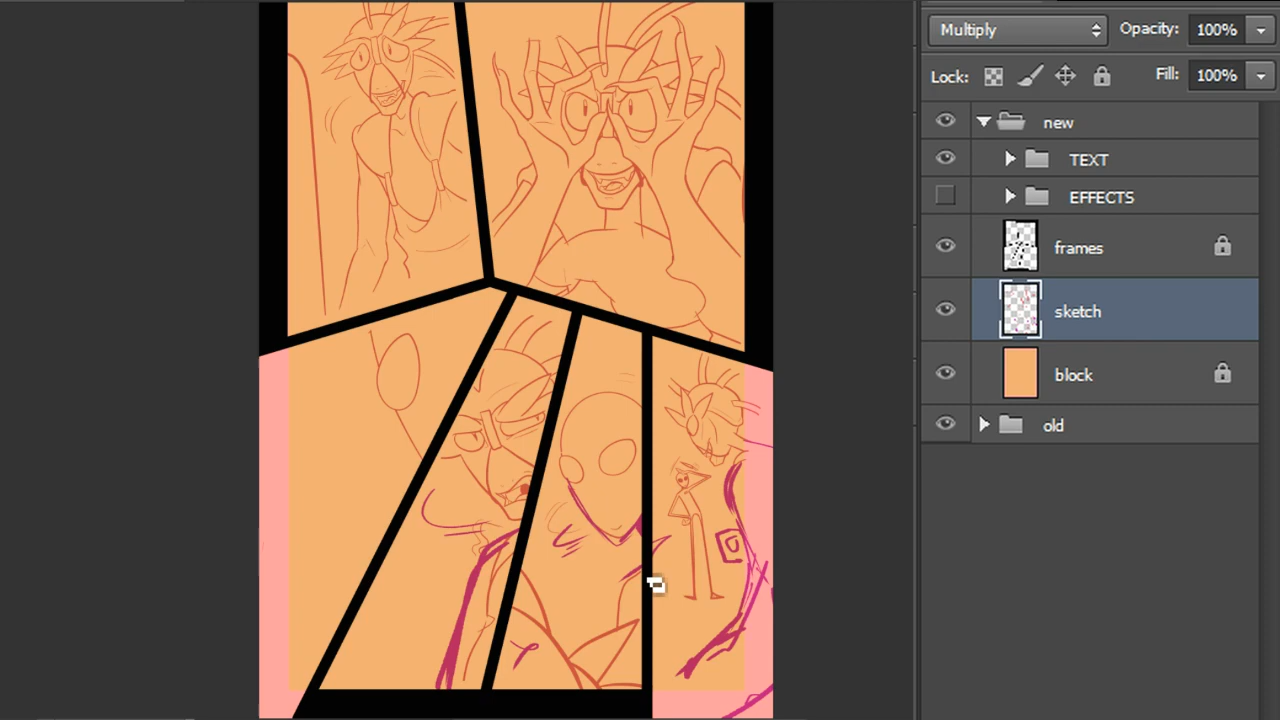 Multiply
Opacity: 100%
Lock:
Fill: 100%
new
TEXT
EFFECTS
frames
sketch
block
old